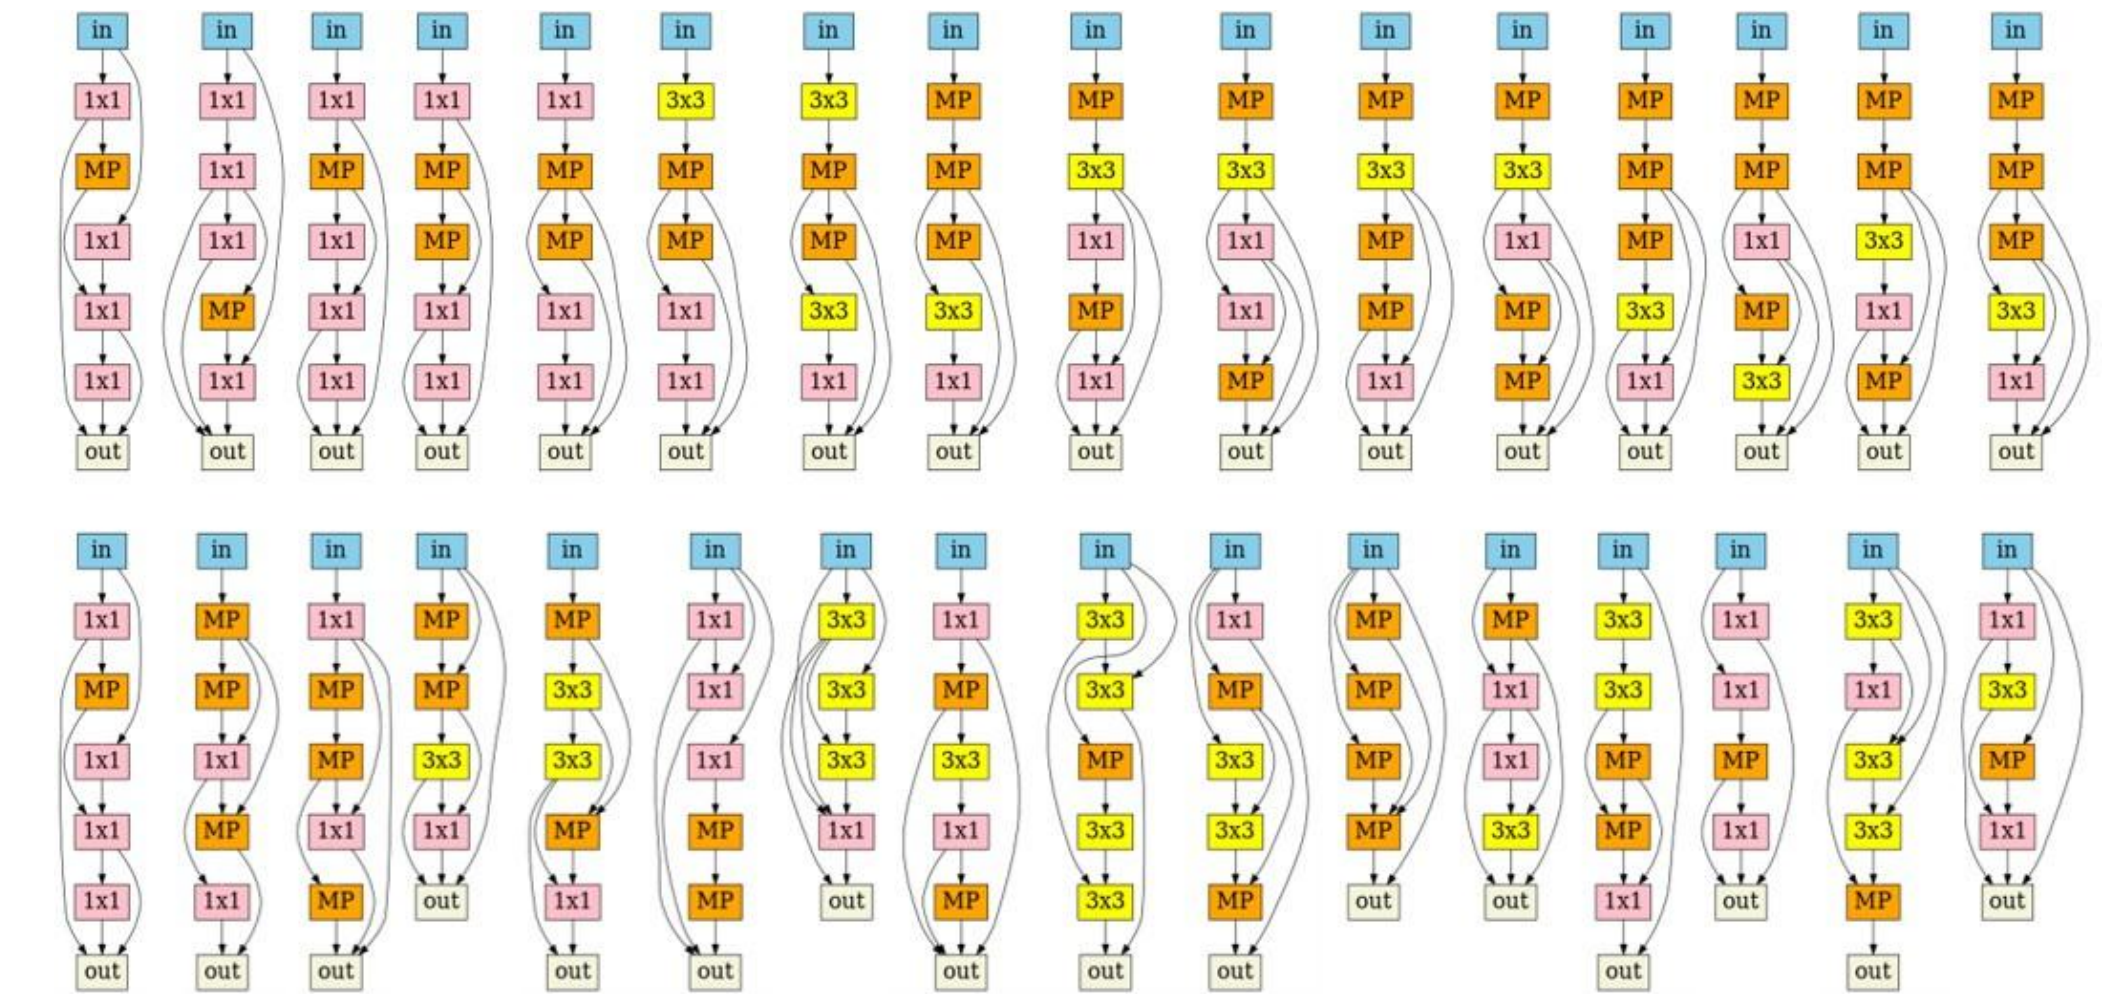 in in in in in in in in in in in in in in in in
1x1 1x1 1x1 1x1 1x1 3x3 3x3 MP MP MP MP MP MP MP MP MP
MP 1x1 MP MP MP MP MP MP 3x3 3x3 3x3 3x3 MP MP MP MP
1x1 1x1 1x1 MP MP MP MP MP 1x1 1x1 MP 1x1 MP 1x1 3x3 MP
1x1 MP 1x1 1x1 1x1 1x1 3x3 3x3 MP 1x1 MP MP 3x3 MP 1x1 3x3
1x1 1x1 1x1 1x1 1x1 1x1 1x1 1x1 1x1 MP 1x1 MP 1x1 3x3 MP 1x1
out out out out out out out out out out out out out out out out
in in in in in in in in in in in in in in in in
1x1 MP 1x1 MP MP 1x1 3x3 1x1 3x3 1x1 MP MP 3x3 1x1 3x3 1x1
MP MP MP MP 3x3 1x1 3x3 MP 3x3 MP MP 1x1 3x3 1x1 1x1 3x3
1x1 1x1 MP 3x3 3x3 1x1 3x3 3x3 MP 3x3 MP 1x1 MP MP 3x3 MP
1x1 MP 1x1 1x1 MP MP 1x1 1x1 3x3 3x3 MP 3x3 MP 1x1 3x3 1x1
1x1 1x1 MP out 1x1 MP out MP 3x3 MP out out 1x1 out MP out
out out out out out out out out out out